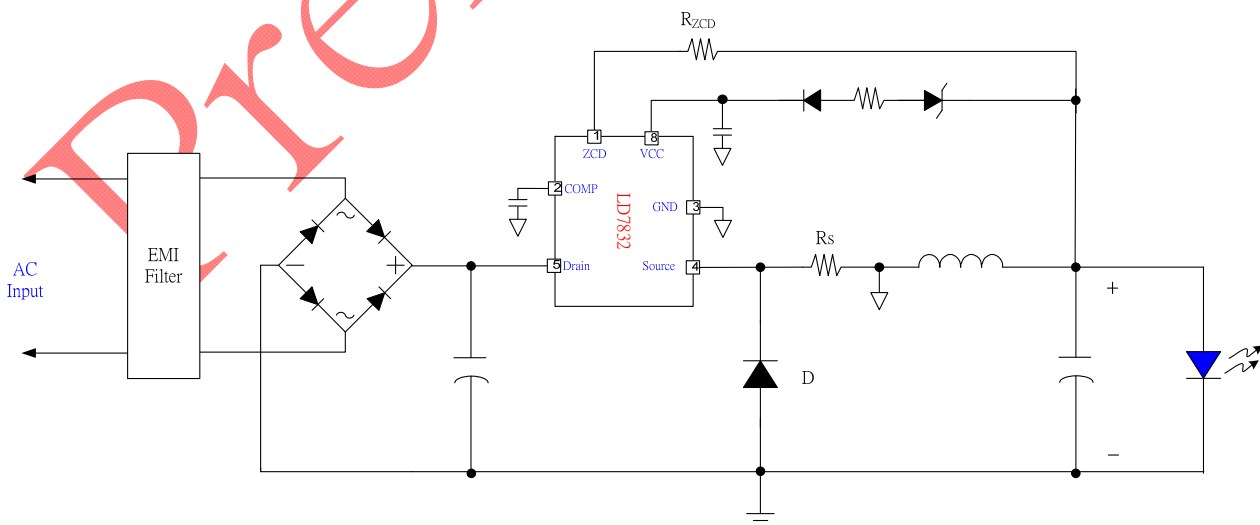 Pre
R_ZCD
1
8
ZCD
VCC
2
COMP
LD7832
GND
3
EMI
Filter
AC
Input
5
Drain
Source
4
Rs
D
+
−
~
~
−
+